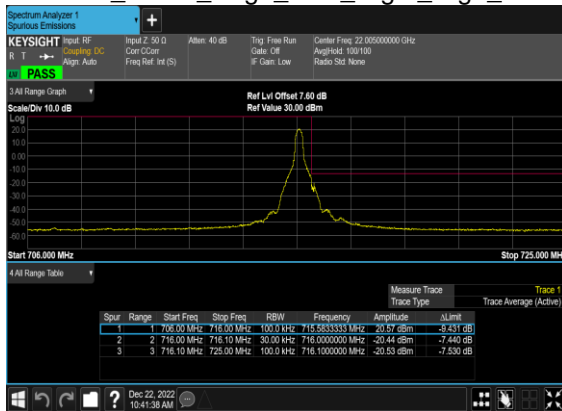 Spectrum Analyzer 1
Spurious Emissions
KEYSIGHT Input: RF Input Z: 50 Ω Atten: 40 dB Trig: Free Run Center Freq: 22.005000000 GHz
R T Coupling: DC Corr CCorr Gate: Off Avg|Hold: 100/100
Align: Auto Freq Ref: Int (S) IF Gain: Low Radio Std: None
PASS
3 All Range Graph
Ref Lvl Offset 7.60 dB
Scale/Div 10.0 dB Ref Value 30.00 dBm
Log
20.0
10.0
0.00
-10.0
-20.0
-30.0
-40.0
-50.0
-60.0
Start 706.000 MHz Stop 725.000 MH
4 All Range Table
Measure Trace Trace 1
Trace Type Trace Average (Active)
Spur Range Start Freq Stop Freq RBW Frequency Amplitude ΔLimit
1 1 706.00 MHz 716.00 MHz 100.0 kHz 715.5833333 MHz 20.57 dBm -9.431 dB
2 2 716.00 MHz 716.10 MHz 30.00 kHz 716.0000000 MHz -20.44 dBm -7.440 dB
3 3 716.10 MHz 725.00 MHz 100.0 kHz 716.1000000 MHz -20.53 dBm -7.530 dB
Dec 22, 2022
10:41:38 AM